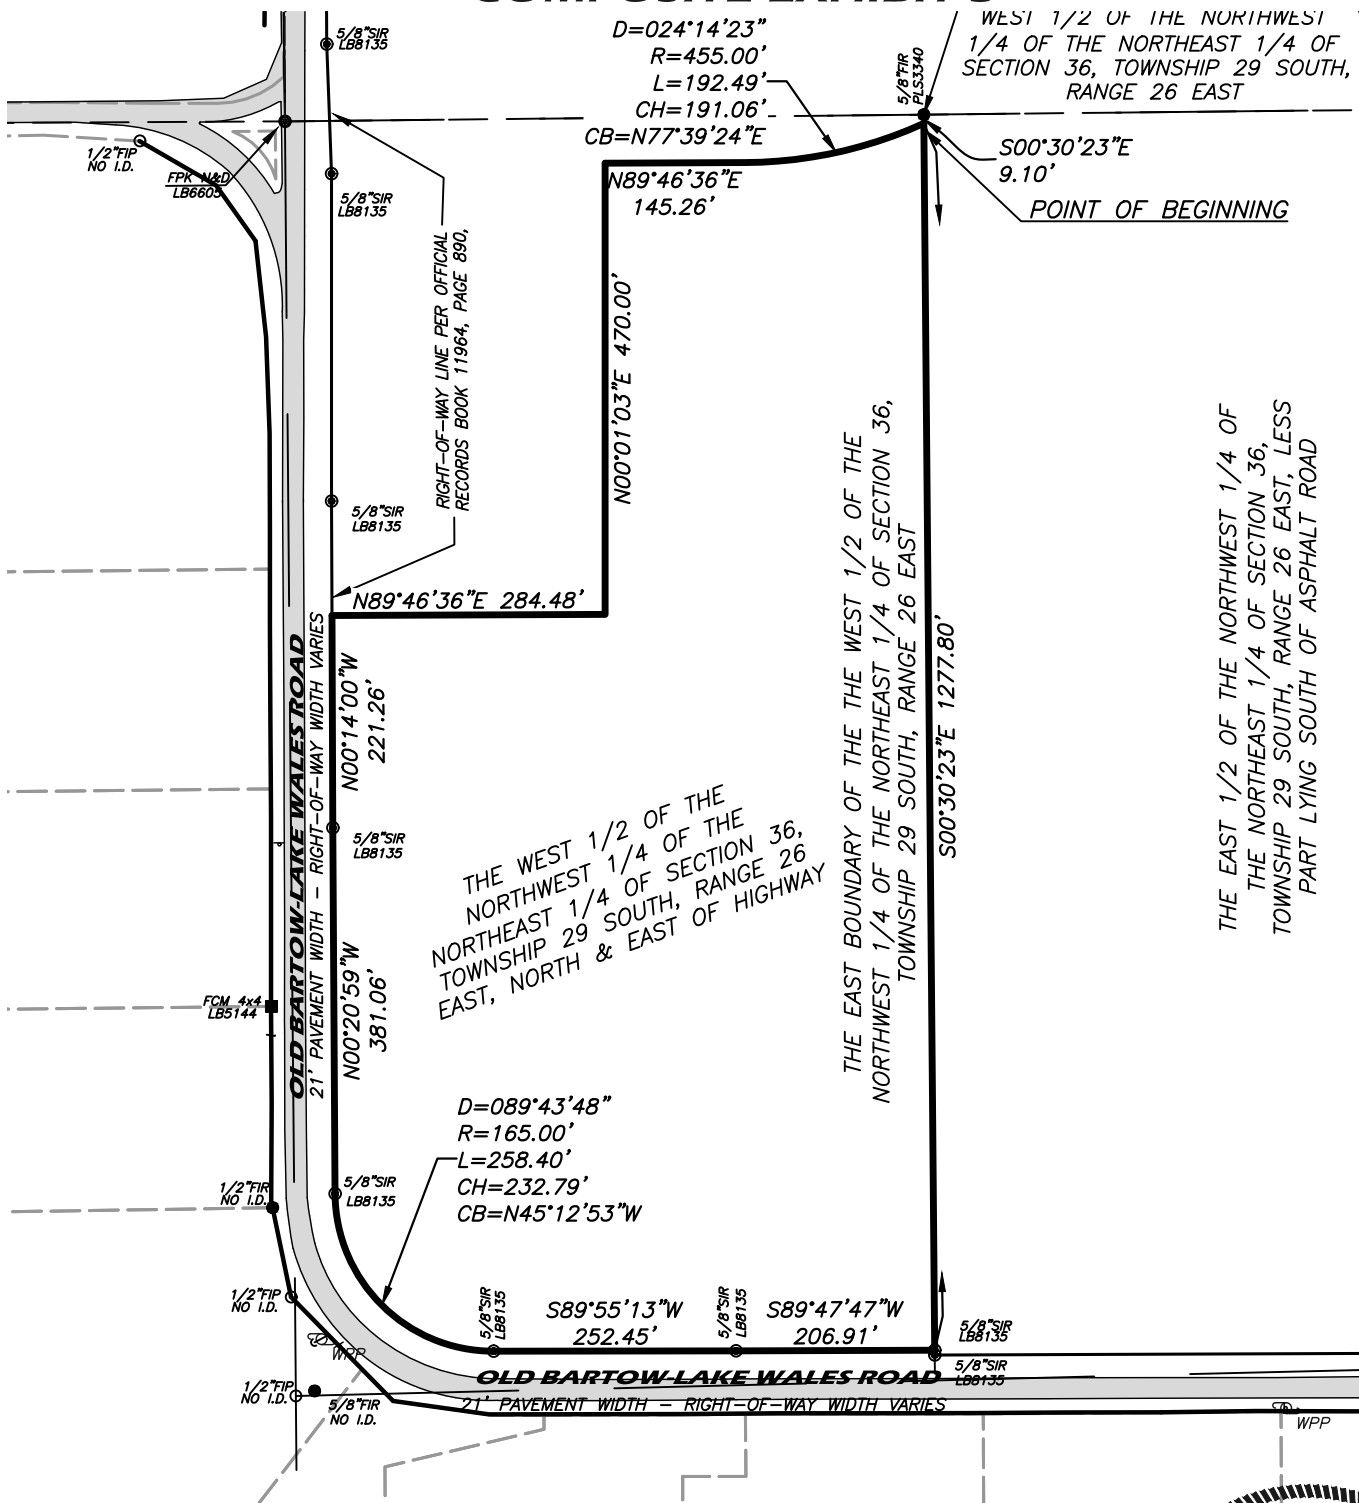 COMPOSITE EXHIBIT C
5/8"SIR
LB8135
D=024°14'23"
R=455.00'
L=192.49'
CH=191.06'
CB=N77°39'24"E
5/8"FIR
PLS3340
WEST 1/2 OF THE NORTHWEST
1/4 OF THE NORTHEAST 1/4 OF
SECTION 36, TOWNSHIP 29 SOUTH,
RANGE 26 EAST
1/2"FIP
NO I.D.
FPK N&D
LB6605
5/8"SIR
LB8135
N89°46'36"E
145.26'
S00°30'23"E
9.10'
POINT OF BEGINNING
RIGHT-OF-WAY LINE PER OFFICIAL
RECORDS BOOK 11964, PAGE 890,
N00°01'03"E 470.00'
5/8"SIR
LB8135
N89°46'36"E 284.48'
THE EAST BOUNDARY OF THE THE WEST 1/2 OF THE
NORTHWEST 1/4 OF THE NORTHEAST 1/4 OF SECTION 36,
TOWNSHIP 29 SOUTH, RANGE 26 EAST
S00°30'23"E 1277.80'
THE EAST 1/2 OF THE NORTHWEST 1/4 OF
THE NORTHEAST 1/4 OF SECTION 36,
TOWNSHIP 29 SOUTH, RANGE 26 EAST, LESS
PART LYING SOUTH OF ASPHALT ROAD
OLD BARTOW-LAKE WALES ROAD
21' PAVEMENT WIDTH - RIGHT-OF-WAY WIDTH VARIES
N00°14'00"W
221.26'
5/8"SIR
LB8135
THE WEST 1/2 OF THE
NORTHWEST 1/4 OF THE
NORTHEAST 1/4 OF SECTION 36,
TOWNSHIP 29 SOUTH, RANGE 26
EAST, NORTH & EAST OF HIGHWAY
N00°20'59"W
381.06'
FCM 4x4
LB5144
D=089°43'48"
R=165.00'
L=258.40'
CH=232.79'
CB=N45°12'53"W
1/2"FIR
NO I.D.
5/8"SIR
LB8135
1/2"FIP
NO I.D.
WPP
5/8"SIR
LB8135
S89°55'13"W
252.45'
5/8"SIR
LB8135
S89°47'47"W
206.91'
5/8"SIR
LB8135
5/8"SIR
LB8135
OLD BARTOW-LAKE WALES ROAD
21' PAVEMENT WIDTH - RIGHT-OF-WAY WIDTH VARIES
1/2"FIP
NO I.D.
5/8"FIR
NO I.D.
WPP